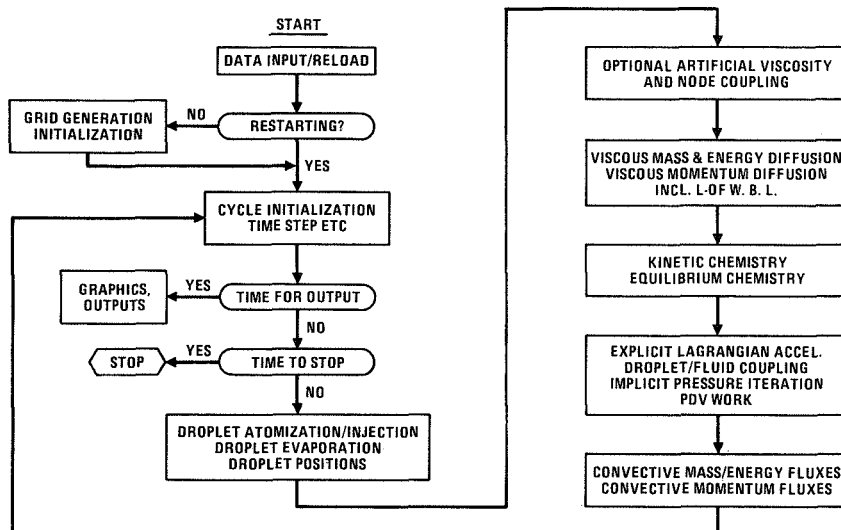 START
DATA INPUT/RELOAD
RESTARTING?
NO
GRID GENERATION
INITIALIZATION
YES
CYCLE INITIALIZATION
TIME STEP ETC
TIME FOR OUTPUT
YES
GRAPHICS,
OUTPUTS
NO
TIME TO STOP
YES
STOP
NO
DROPLET ATOMIZATION/INJECTION
DROPLET EVAPORATION
DROPLET POSITIONS
OPTIONAL ARTIFICIAL VISCOSITY
AND NODE COUPLING
VISCOUS MASS & ENERGY DIFFUSION
VISCOUS MOMENTUM DIFFUSION
INCL. L-OF W. B. L.
KINETIC CHEMISTRY
EQUILIBRIUM CHEMISTRY
EXPLICIT LAGRANGIAN ACCEL.
DROPLET/FLUID COUPLING
IMPLICIT PRESSURE ITERATION
PDV WORK
CONVECTIVE MASS/ENERGY FLUXES
CONVECTIVE MOMENTUM FLUXES